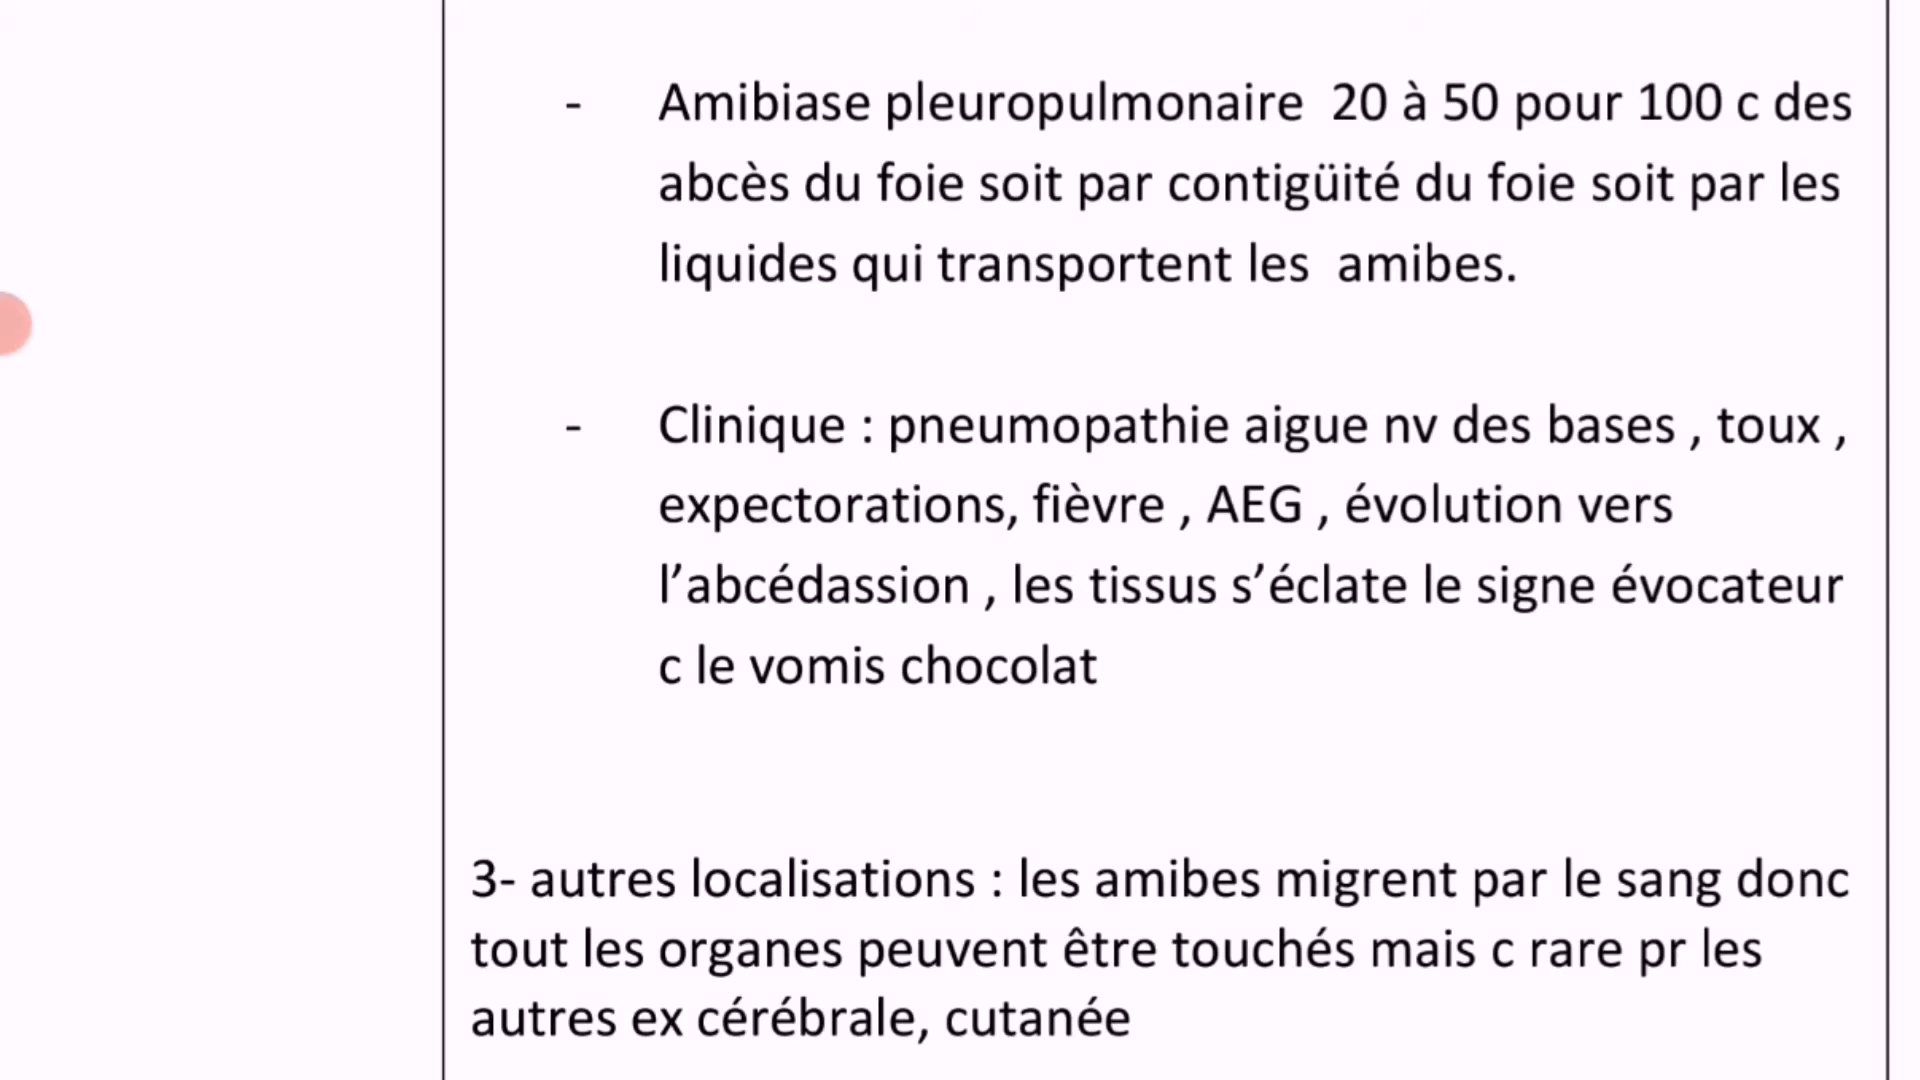 - Amibiase pleuropulmonaire  20 à 50 pour 100 c des
abcès du foie soit par contigüité du foie soit par les
liquides qui transportent les  amibes.
- Clinique : pneumopathie aigue nv des bases , toux ,
expectorations, fièvre , AEG , évolution vers
l’abcédassion , les tissus s’éclate le signe évocateur
c le vomis chocolat
3- autres localisations : les amibes migrent par le sang donc
tout les organes peuvent être touchés mais c rare pr les
autres ex cérébrale, cutanée